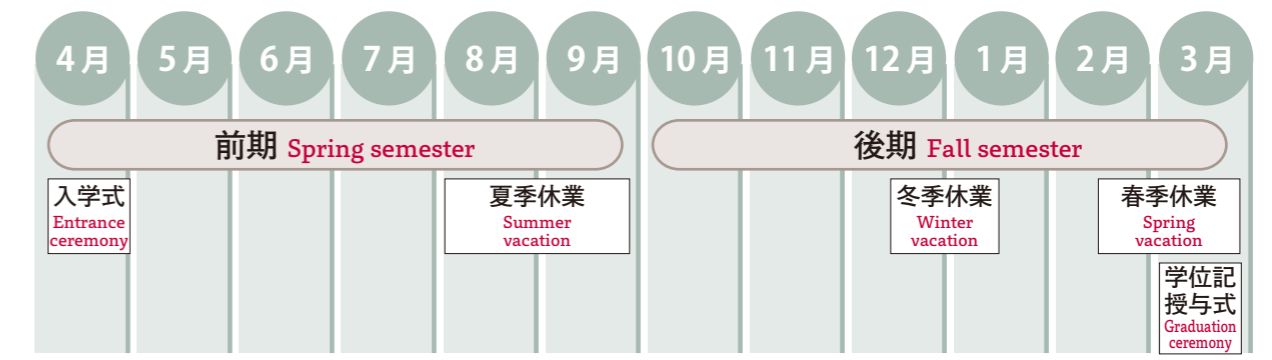 4月 5月 6月 7月 8月 9月 10月 11月 12月 1月 2月 3月
前期 Spring semester
後期 Fall semester
入学式
Entrance
ceremony
夏季休業
Summer
vacation
冬季休業
Winter
vacation
春季休業
Spring
vacation
学位記
授与式
Graduation
ceremony